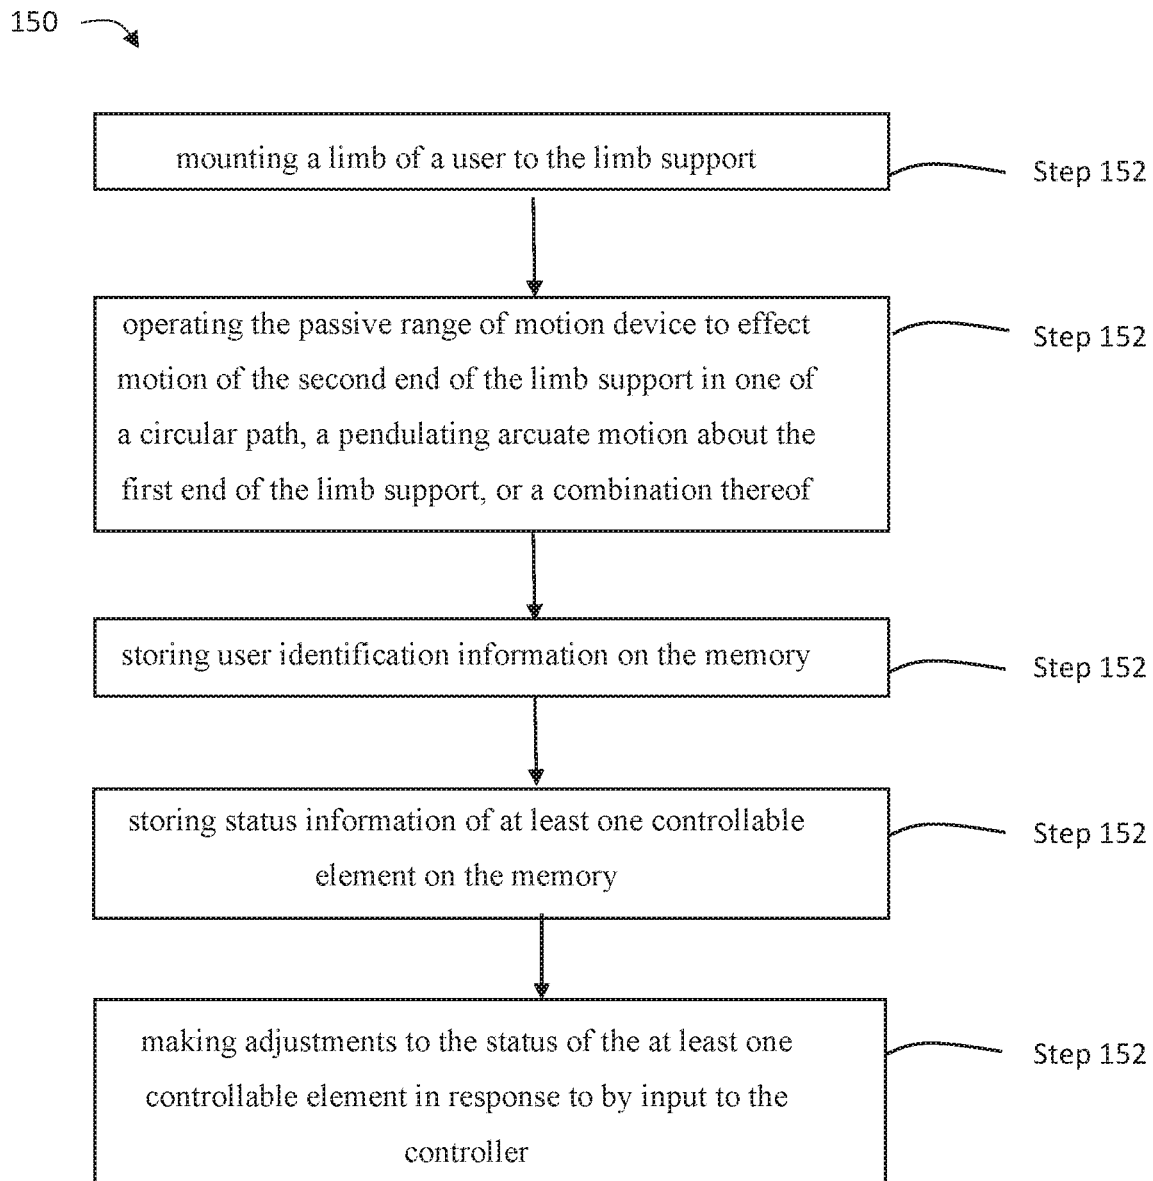 150
mounting a limb of a user to the limb support
Step 152
operating the passive range of motion device to effect
motion of the second end of the limb support in one of
a circular path, a pendulating arcuate motion about the
first end of the limb support, or a combination thereof
Step 152
storing user identification information on the memory
Step 152
storing status information of at least one controllable
element on the memory
Step 152
making adjustments to the status of the at least one
controllable element in response to by input to the
controller
Step 152